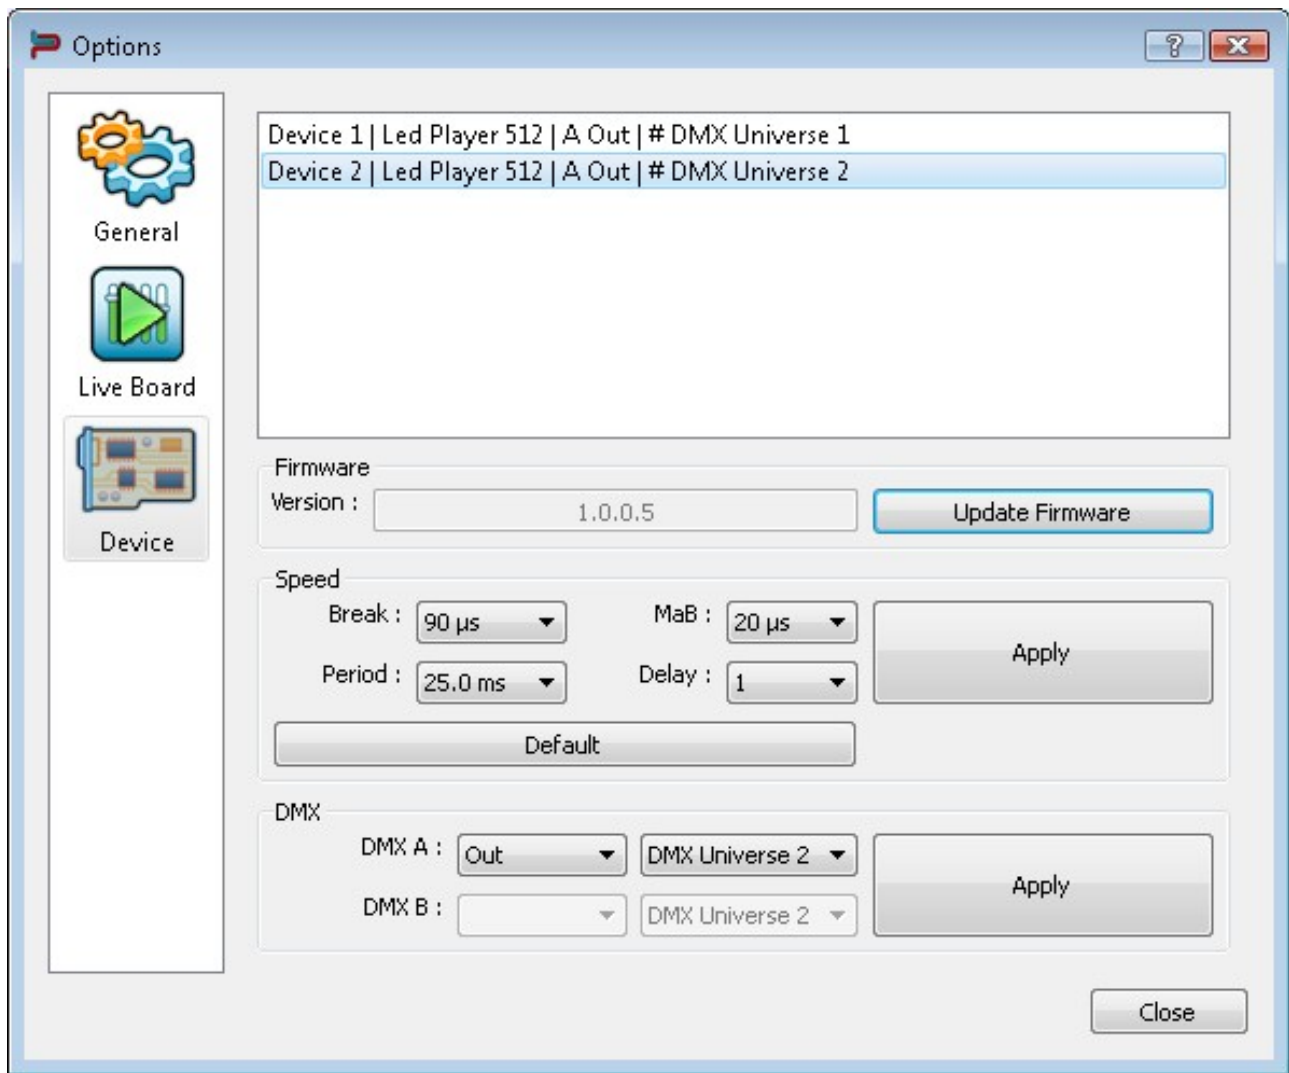 Options
General
Live Board
Device
Device 1 | Led Player 512 | A Out | # DMX Universe 1
Device 2 | Led Player 512 | A Out | # DMX Universe 2
Firmware
Version : 1.0.0.5 Update Firmware
Speed
Break : 90 µs MaB : 20 µs Apply
Period : 25.0 ms Delay : 1
Default
DMX
DMX A : Out DMX Universe 2 Apply
DMX B : DMX Universe 2
Close